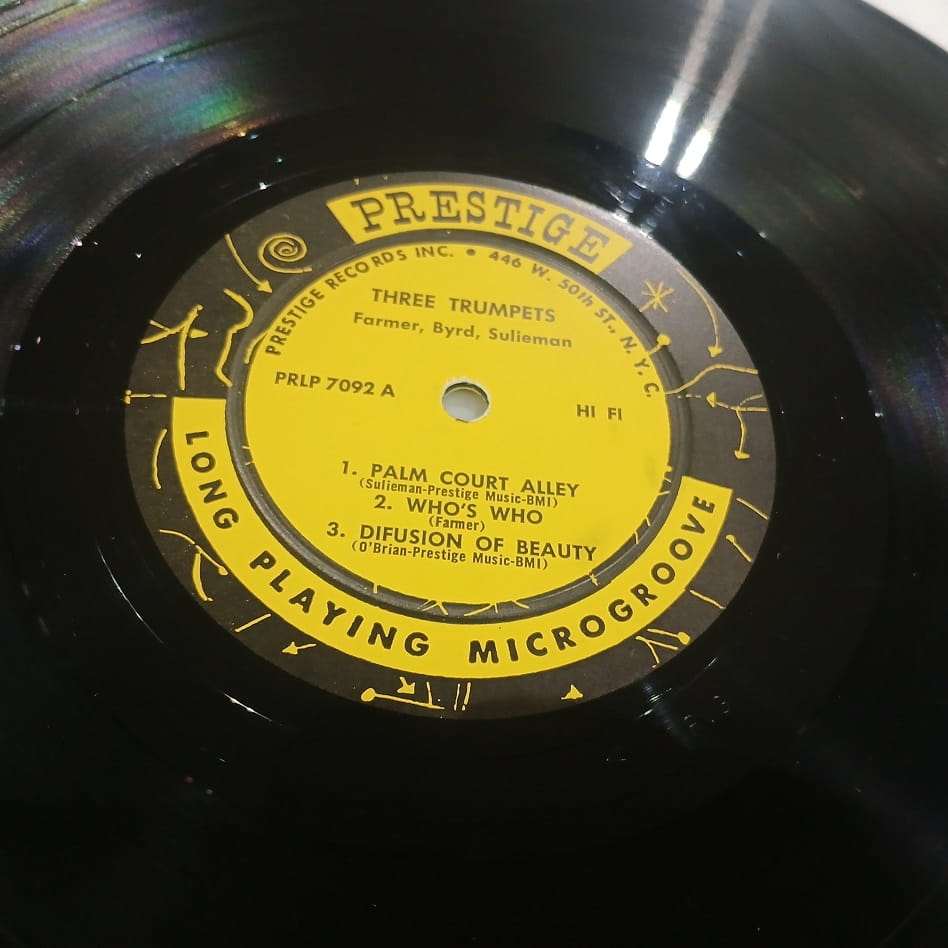 PRESTIGE
PRESTIGE RECORDS INC. • 446 W. 50th ST., N. Y. C.
THREE TRUMPETS
Farmer, Byrd, Sulieman
PRLP 7092 A
HI FI
1. PALM COURT ALLEY
(Sulieman-Prestige Music-BMI)
2. WHO'S WHO
(Farmer)
3. DIFUSION OF BEAUTY
(O'Brian-Prestige Music-BMI)
LONG PLAYING MICROGROOVE